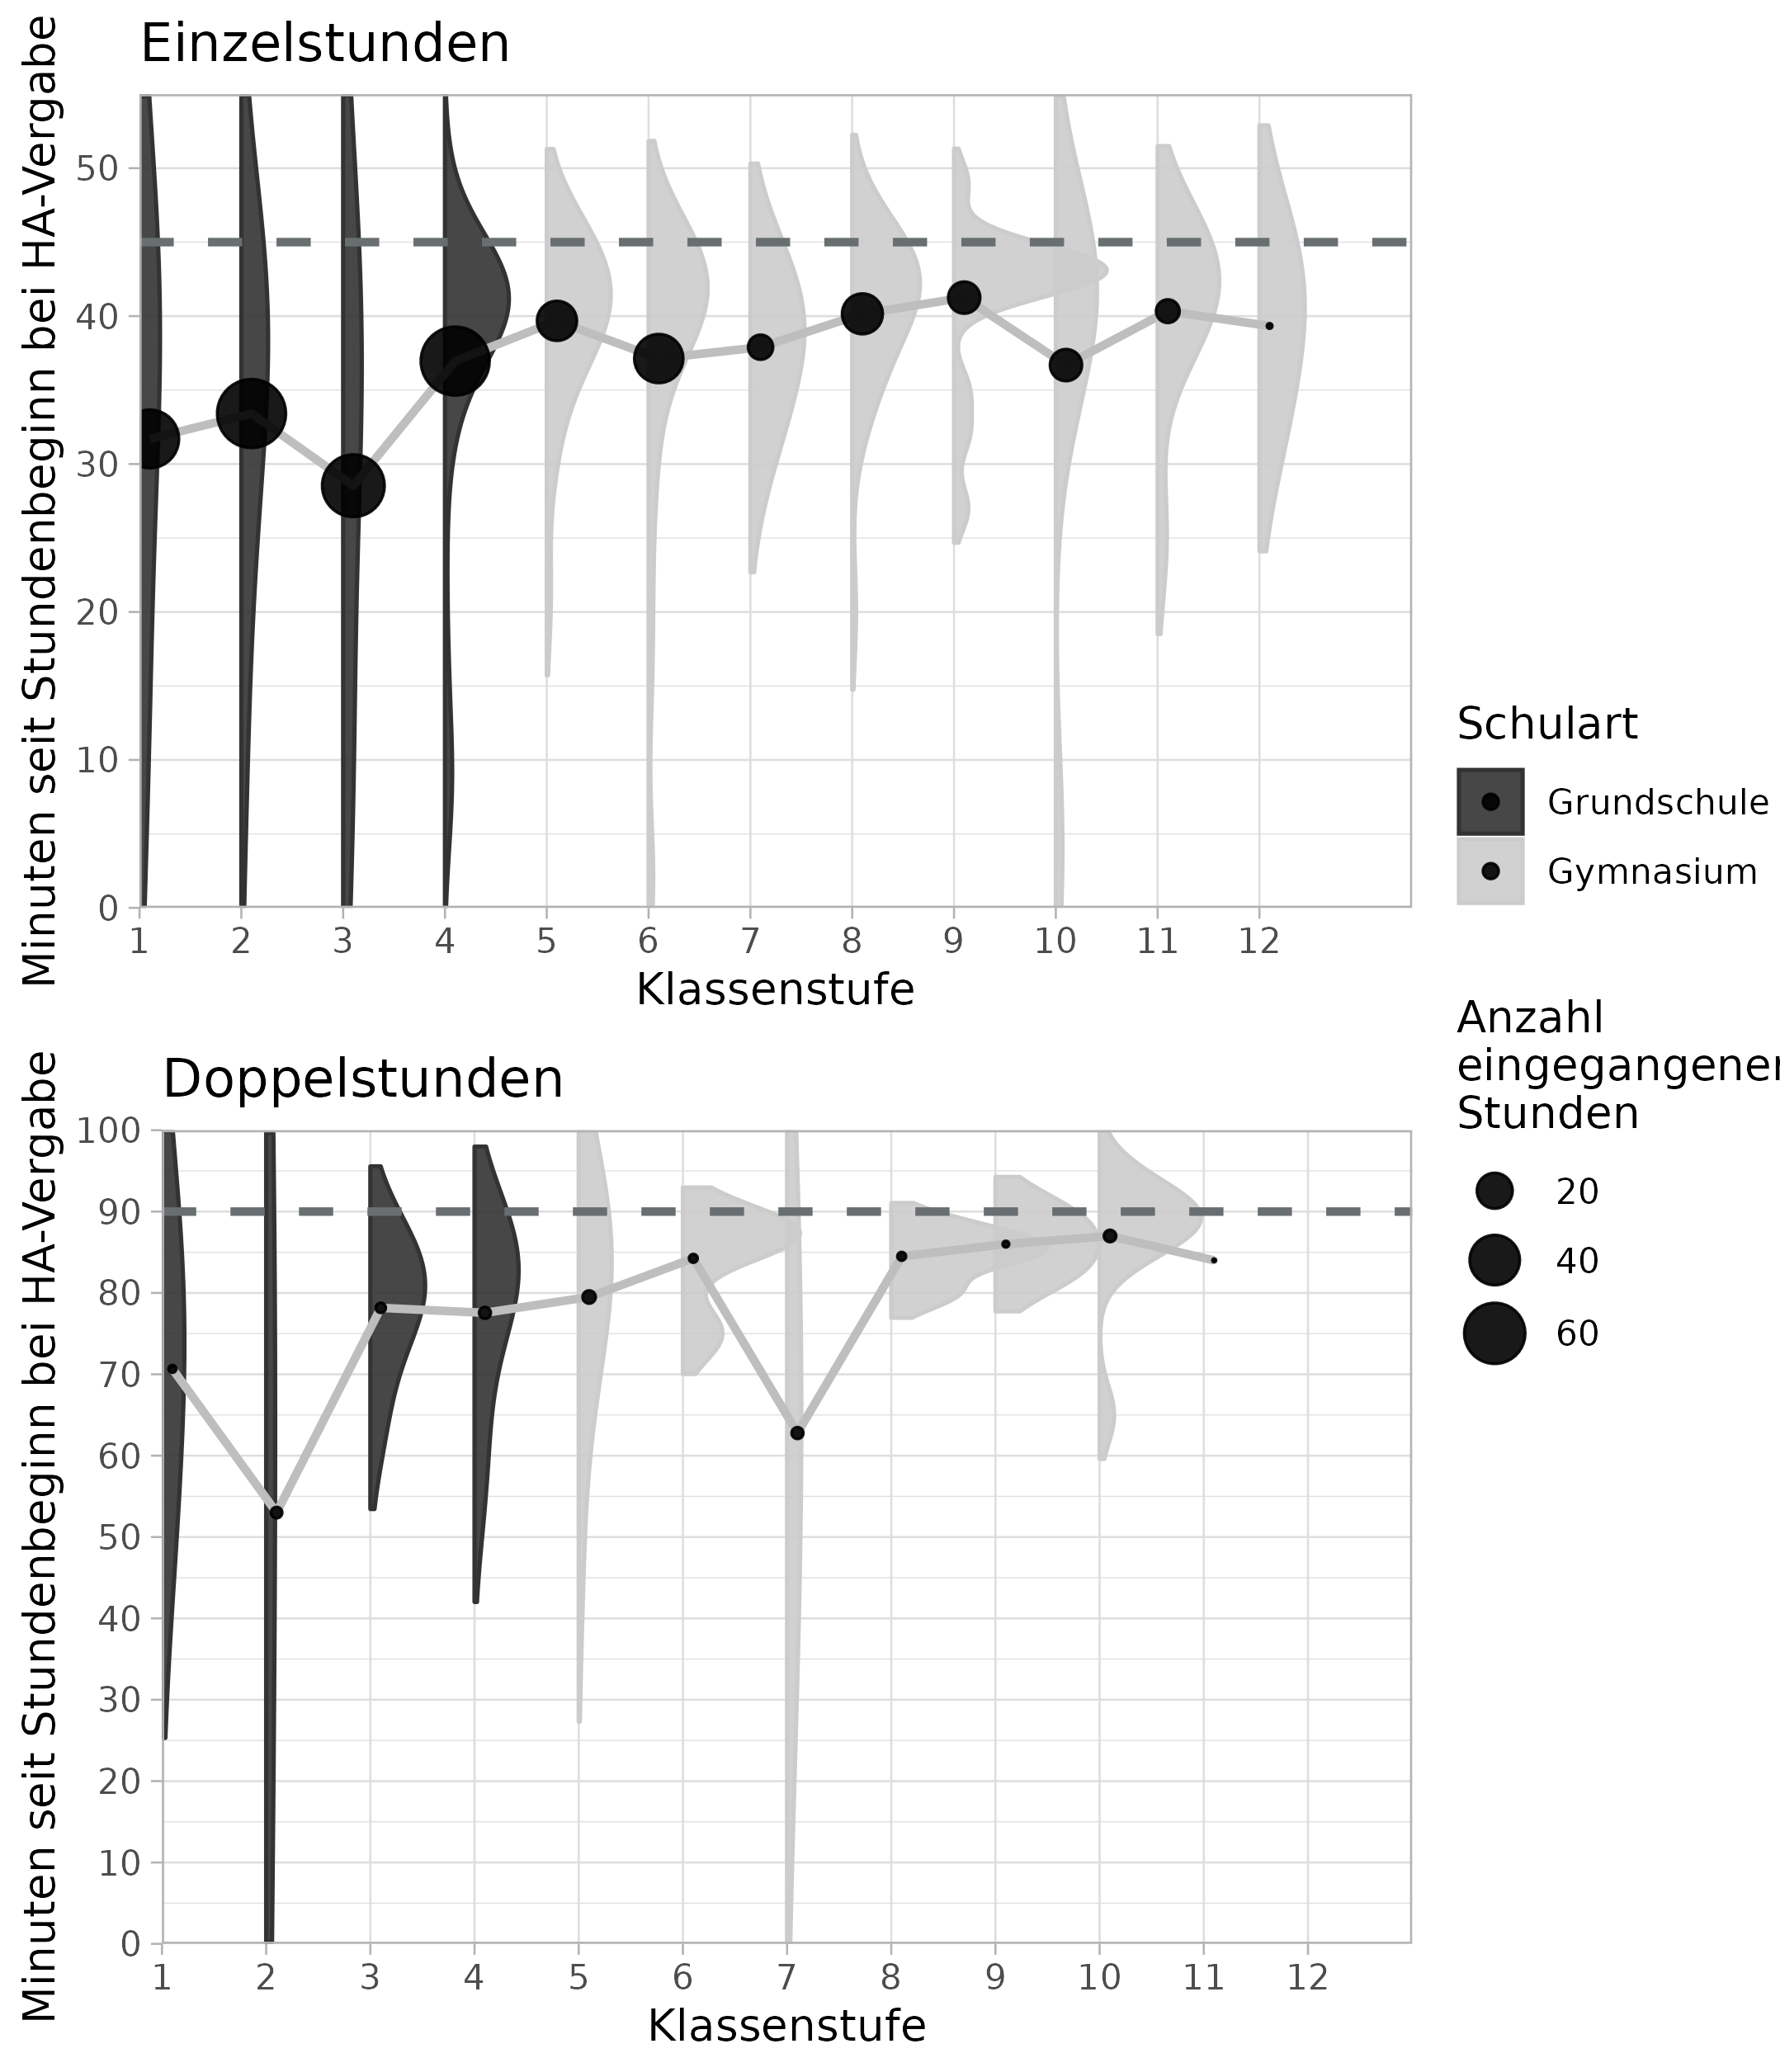 Einzelstunden
Minuten seit Stundenbeginn bei HA-Vergabe
50
40
30
20
10
0
1 2 3 4 5 6 7 8 9 10 11 12
Klassenstufe
Schulart
Grundschule
Gymnasium
Anzahl
eingegangener
Stunden
20
40
60
Doppelstunden
Minuten seit Stundenbeginn bei HA-Vergabe
100
90
80
70
60
50
40
30
20
10
0
1 2 3 4 5 6 7 8 9 10 11 12
Klassenstufe